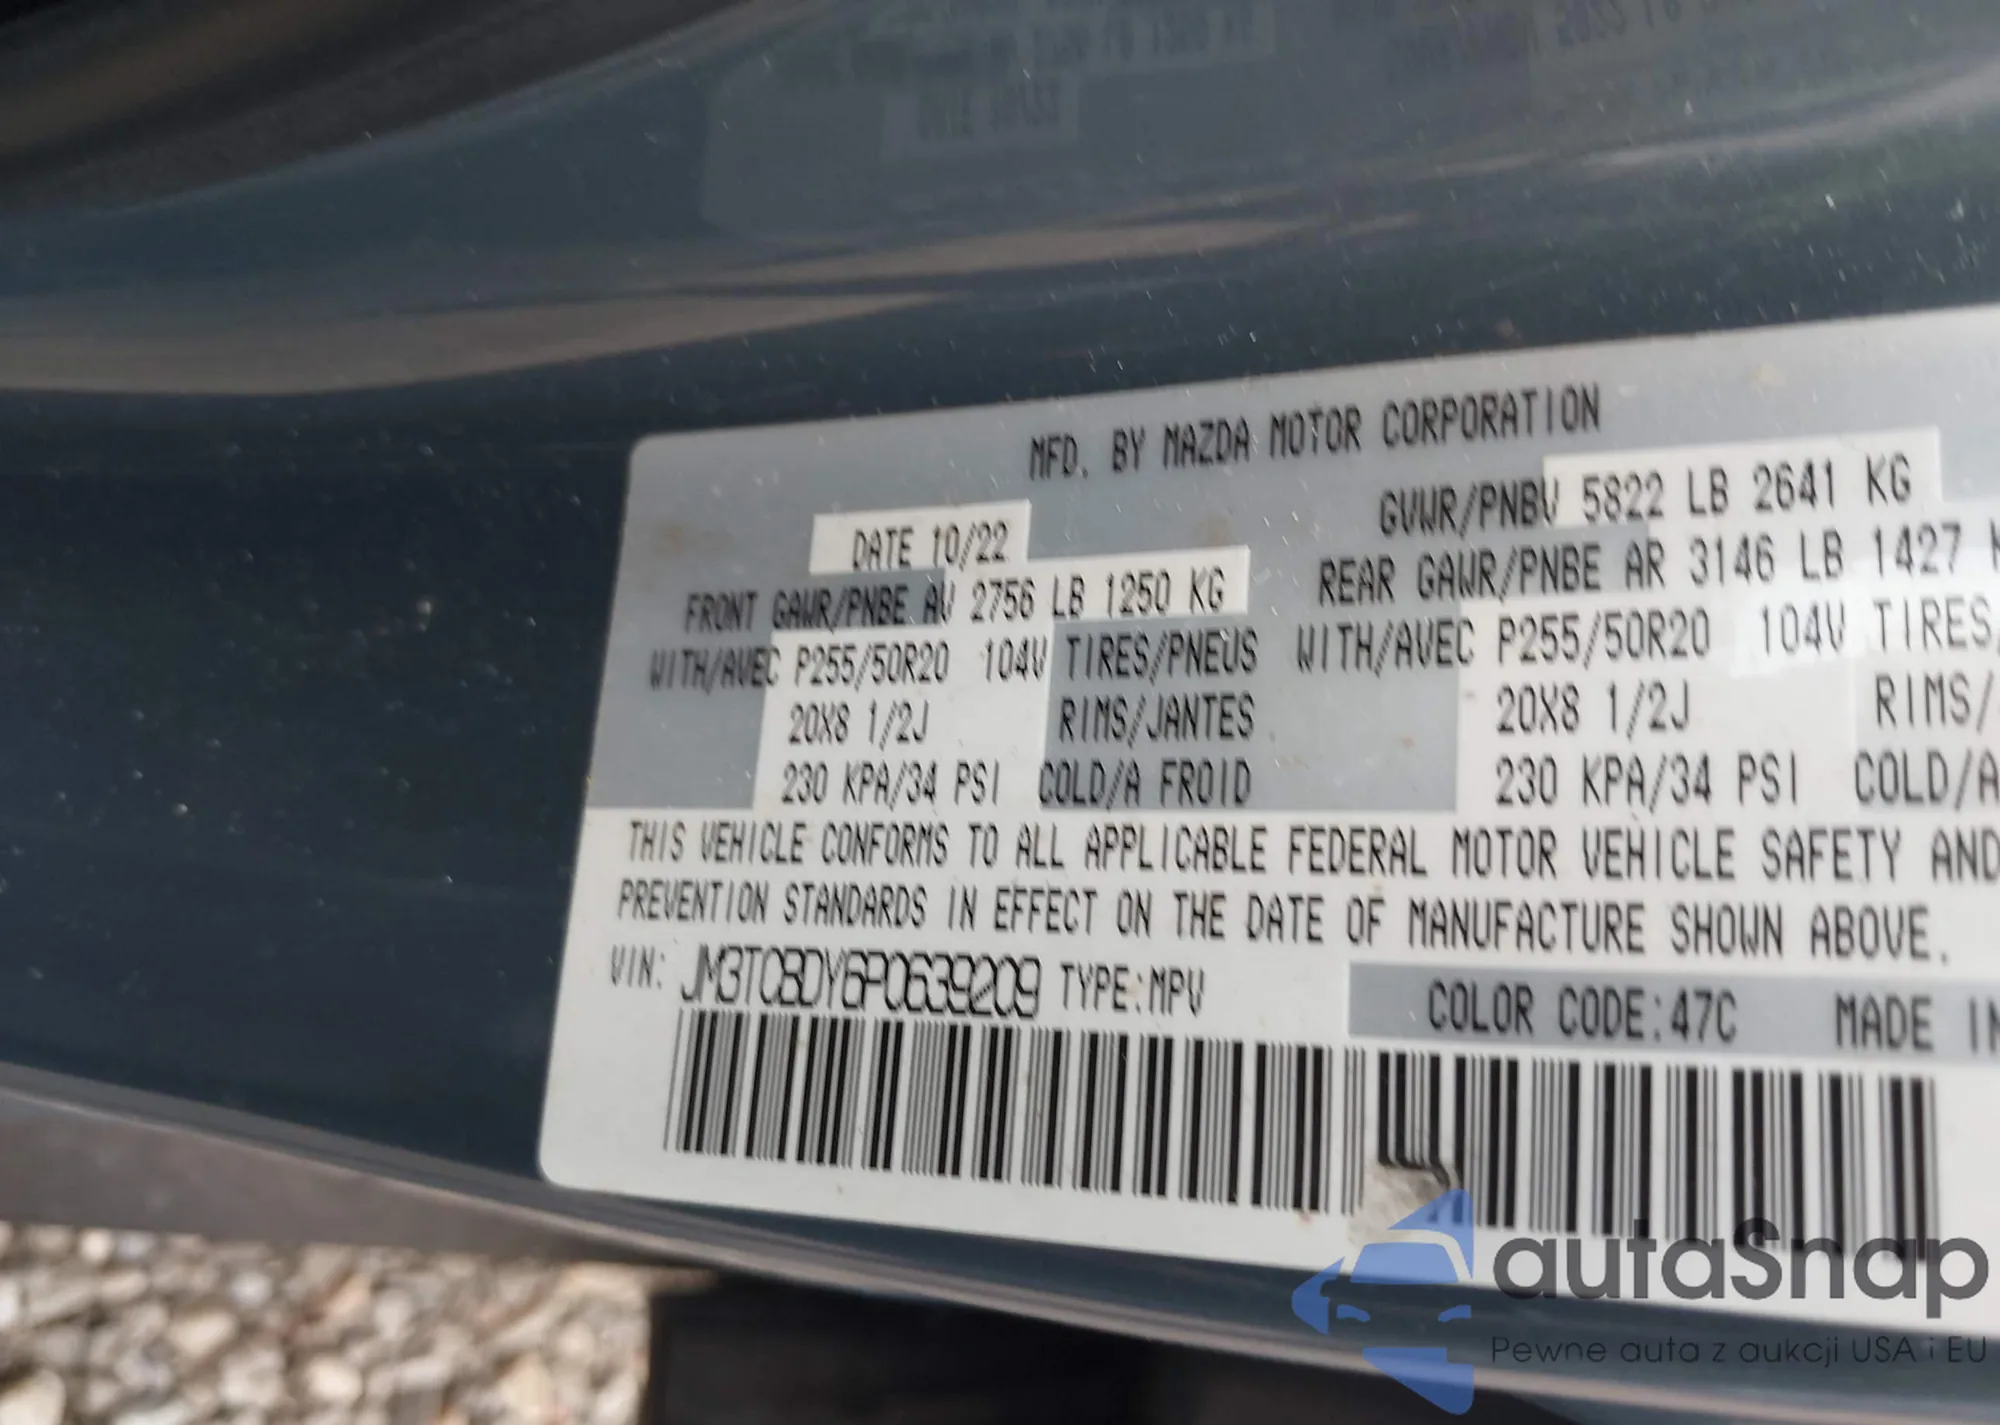 MFD. BY MAZDA MOTOR CORPORATION
DATE 10/22 GVWR/PNBV 5822 LB 2641 KG
FRONT GAWR/PNBE AV 2756 LB 1250 KG REAR GAWR/PNBE AR 3146 LB 1427
WITH/AVEC P255/50R20 104V TIRES/PNEUS WITH/AVEC P255/50R20 104V TIRES/
20X8 1/2J RIMS/JANTES 20X8 1/2J RIMS/
230 KPA/34 PSI COLD/A FROID 230 KPA/34 PSI COLD/A
THIS VEHICLE CONFORMS TO ALL APPLICABLE FEDERAL MOTOR VEHICLE SAFETY AND
PREVENTION STANDARDS IN EFFECT ON THE DATE OF MANUFACTURE SHOWN ABOVE.
VIN: JM3TCBDY6P0639209 TYPE:MPV COLOR CODE:47C MADE IN
autaSnap
Pewne auta z aukcji USA i EU